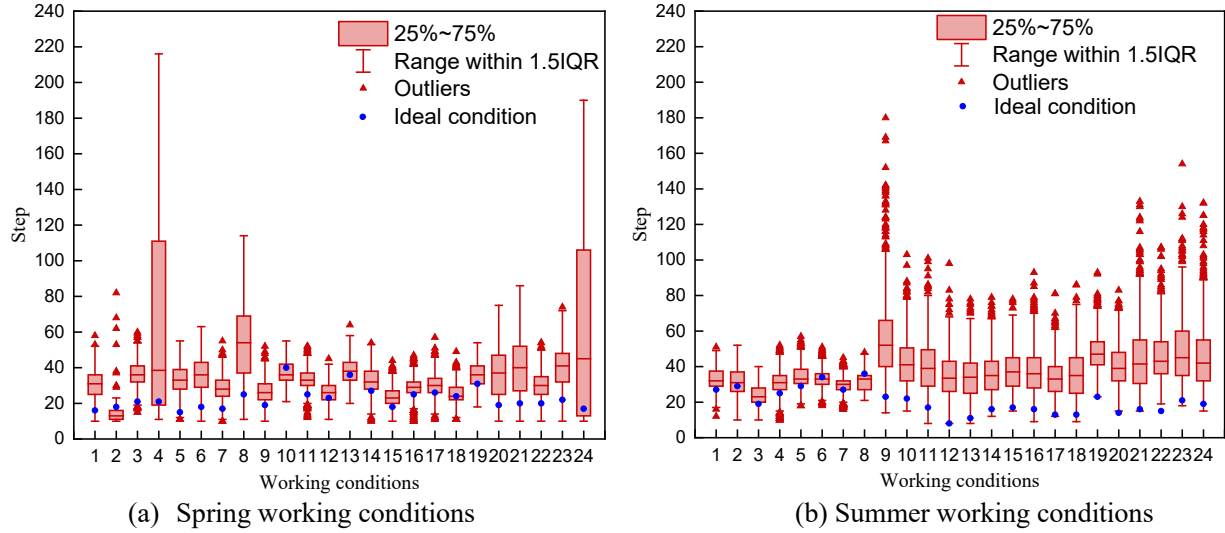 240
220
200
180
160
140
120
100
80
60
40
20
0
Step
25%~75%
Range within 1.5IQR
Outliers
Ideal condition
1 2 3 4 5 6 7 8 9 10 11 12 13 14 15 16 17 18 19 20 21 22 23 24
Working conditions
(a) Spring working conditions
240
220
200
180
160
140
120
100
80
60
40
20
0
Step
25%~75%
Range within 1.5IQR
Outliers
Ideal condition
1 2 3 4 5 6 7 8 9 10 11 12 13 14 15 16 17 18 19 20 21 22 23 24
Working conditions
(b) Summer working conditions